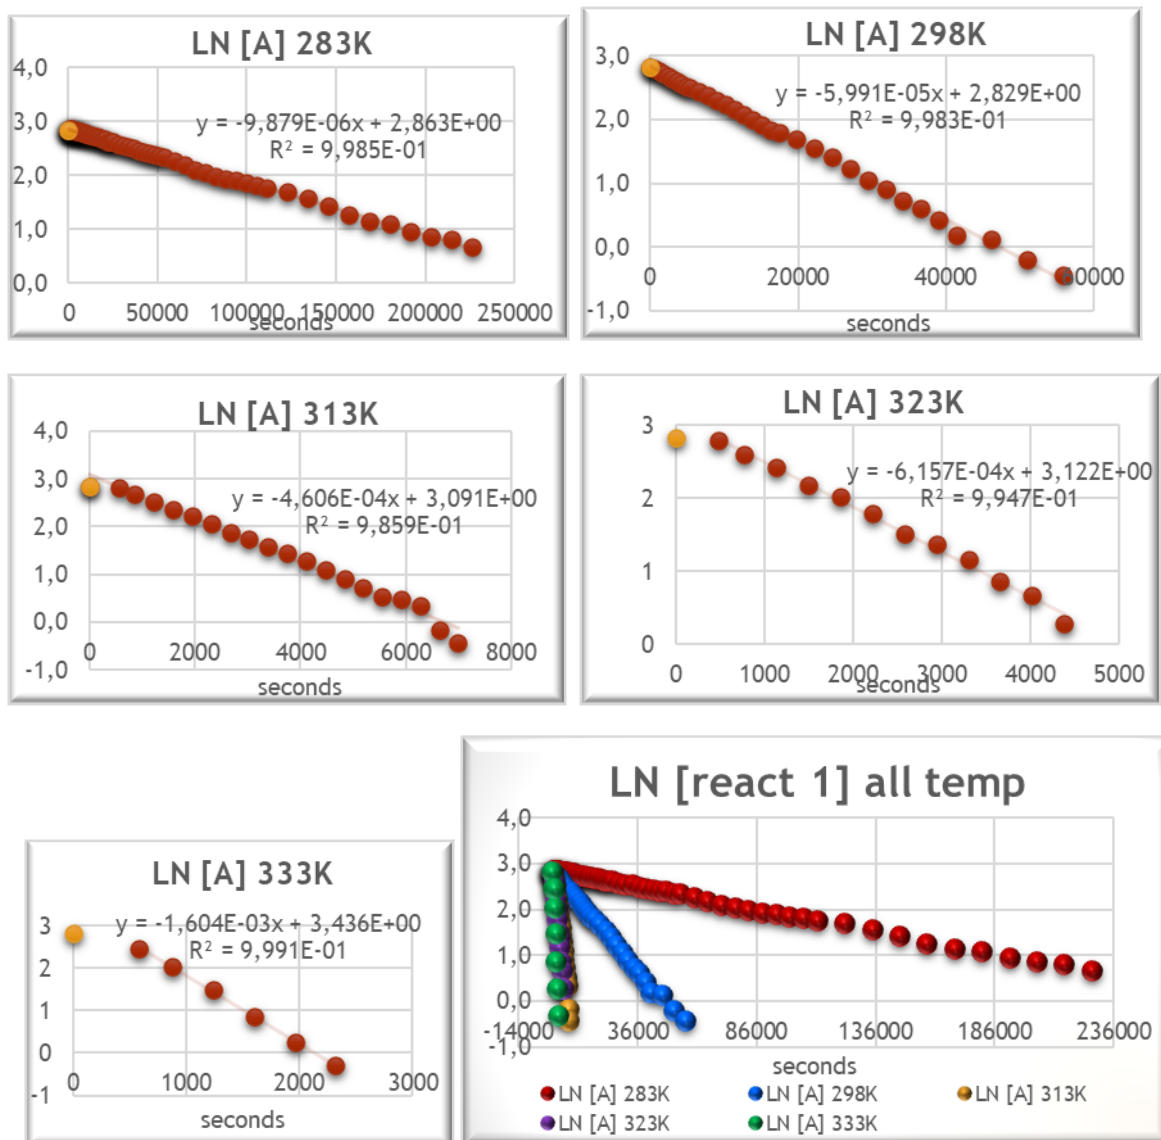 LN [A] 283K
4,0
3,0
2,0
1,0
0,0
y = -9,879E-06x + 2,863E+00
R² = 9,985E-01
0 50000 100000 150000 200000 250000
seconds
LN [A] 298K
3,0
2,0
1,0
0,0
-1,0
y = -5,991E-05x + 2,829E+00
R² = 9,983E-01
0 20000 40000 60000
seconds
LN [A] 313K
4,0
3,0
2,0
1,0
0,0
-1,0
y = -4,606E-04x + 3,091E+00
R² = 9,859E-01
0 2000 4000 6000 8000
seconds
LN [A] 323K
3
2
1
0
y = -6,157E-04x + 3,122E+00
R² = 9,947E-01
0 1000 2000 3000 4000 5000
seconds
LN [A] 333K
3
2
1
0
-1
y = -1,604E-03x + 3,436E+00
R² = 9,991E-01
0 1000 2000 3000
seconds
LN [react 1] all temp
4,0
3,0
2,0
1,0
0,0
-1,0
-14000 36000 86000 136000 186000 236000
seconds
LN [A] 283K LN [A] 298K LN [A] 313K
LN [A] 323K LN [A] 333K